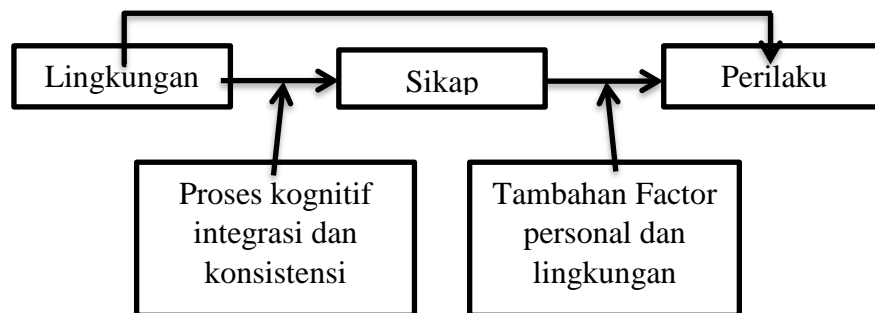 Lingkungan
Sikap
Perilaku
Proses kognitif
integrasi dan
konsistensi
Tambahan Factor
personal dan
lingkungan